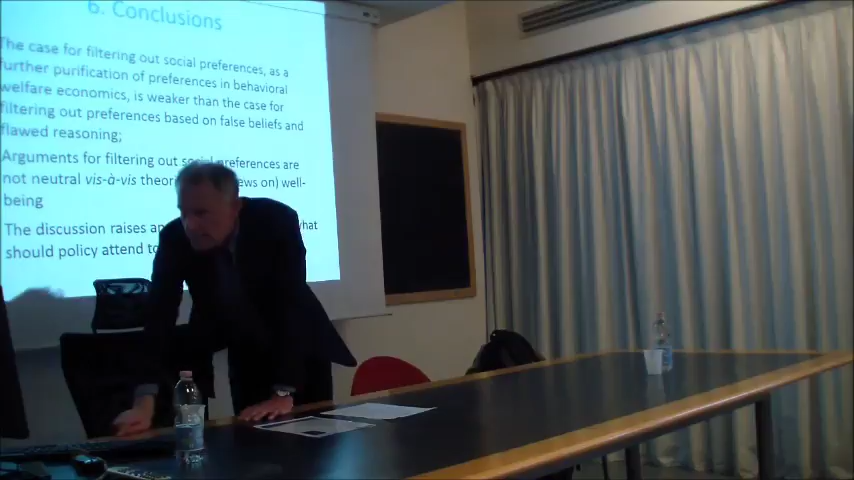 6. Conclusions
The case for filtering out social preferences, as a
further purification of preferences in behavioral
welfare economics, is weaker than the case for
filtering out preferences based on false beliefs and
flawed reasoning;
Arguments for filtering out social preferences are
not neutral vis-à-vis on) well-
being
The discussion raises
should policy attend